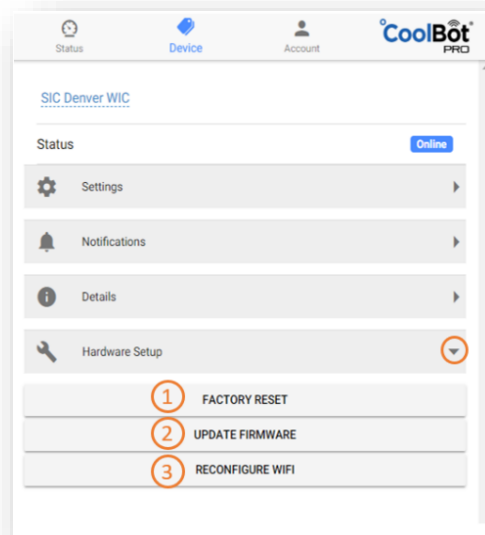 Status
Device
Account
°CoolBot
PRO
SIC Denver WIC
Status
Online
Settings
Notifications
Details
Hardware Setup
1 FACTORY RESET
2 UPDATE FIRMWARE
3 RECONFIGURE WIFI